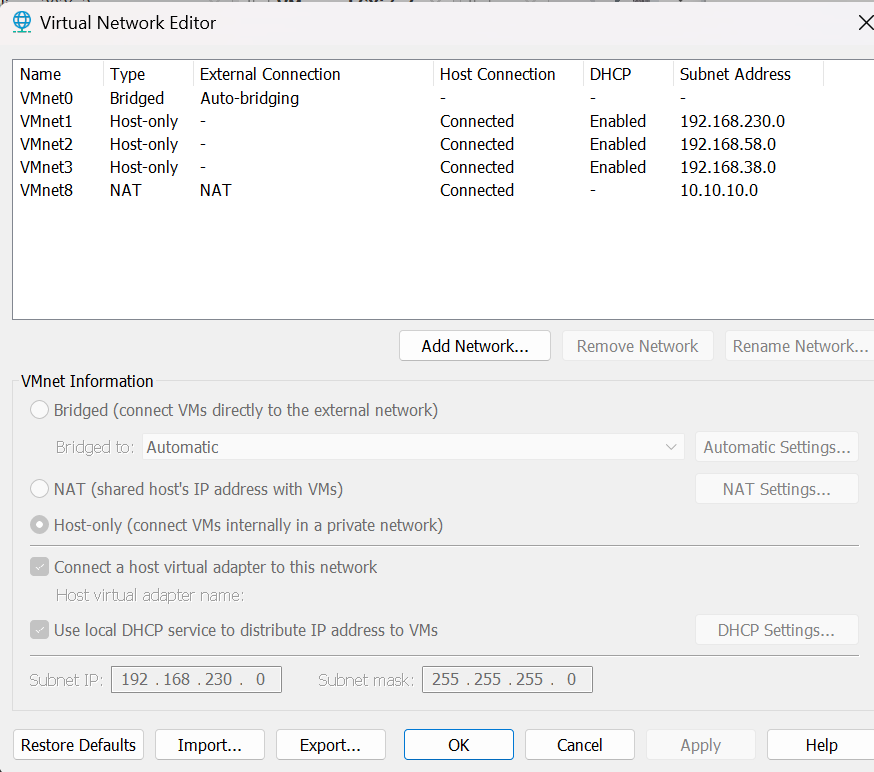 Virtual Network Editor
Name Type External Connection Host Connection DHCP Subnet Address
VMnet0 Bridged Auto-bridging - - -
VMnet1 Host-only - Connected Enabled 192.168.230.0
VMnet2 Host-only - Connected Enabled 192.168.58.0
VMnet3 Host-only - Connected Enabled 192.168.38.0
VMnet8 NAT NAT Connected - 10.10.10.0
Add Network... Remove Network Rename Network...
VMnet Information
Bridged (connect VMs directly to the external network)
Bridged to: Automatic Automatic Settings...
NAT (shared host's IP address with VMs) NAT Settings...
Host-only (connect VMs internally in a private network)
Connect a host virtual adapter to this network
Host virtual adapter name:
Use local DHCP service to distribute IP address to VMs DHCP Settings...
Subnet IP: 192 . 168 . 230 . 0 Subnet mask: 255 . 255 . 255 . 0
Restore Defaults Import... Export... OK Cancel Apply Help